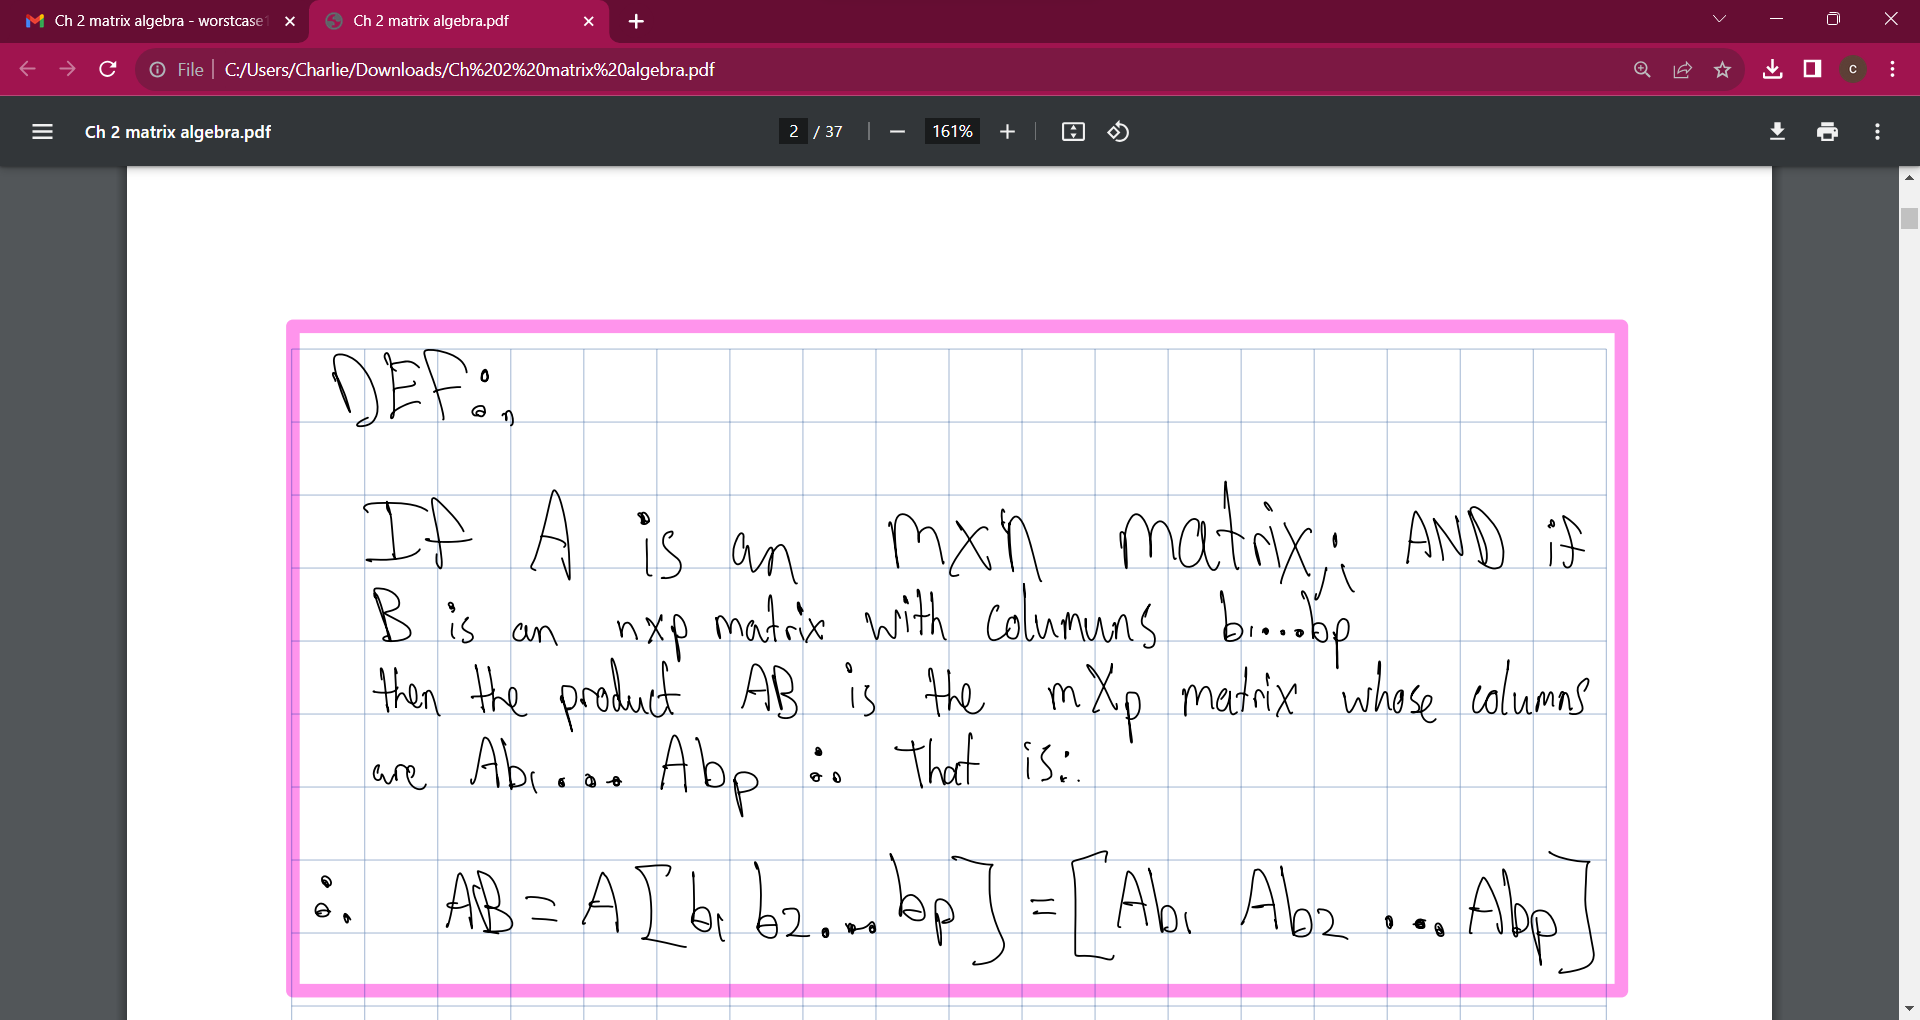 Ch 2 matrix algebra - worstcase1
Ch 2 matrix algebra.pdf
File
C:/Users/Charlie/Downloads/Ch%202%20matrix%20algebra.pdf
C
Ch 2 matrix algebra.pdf
2 / 37
161%
DEF ∴
If A is an mxn matrix; AND if
B is an nxp matrix with columuns b1...bp
then the product AB is the mXp matrix whose columns
are Ab1... Abp ∴ That is:.
∴ AB = A [b1 b2... bp] = [Ab1 Ab2 ... Abp]